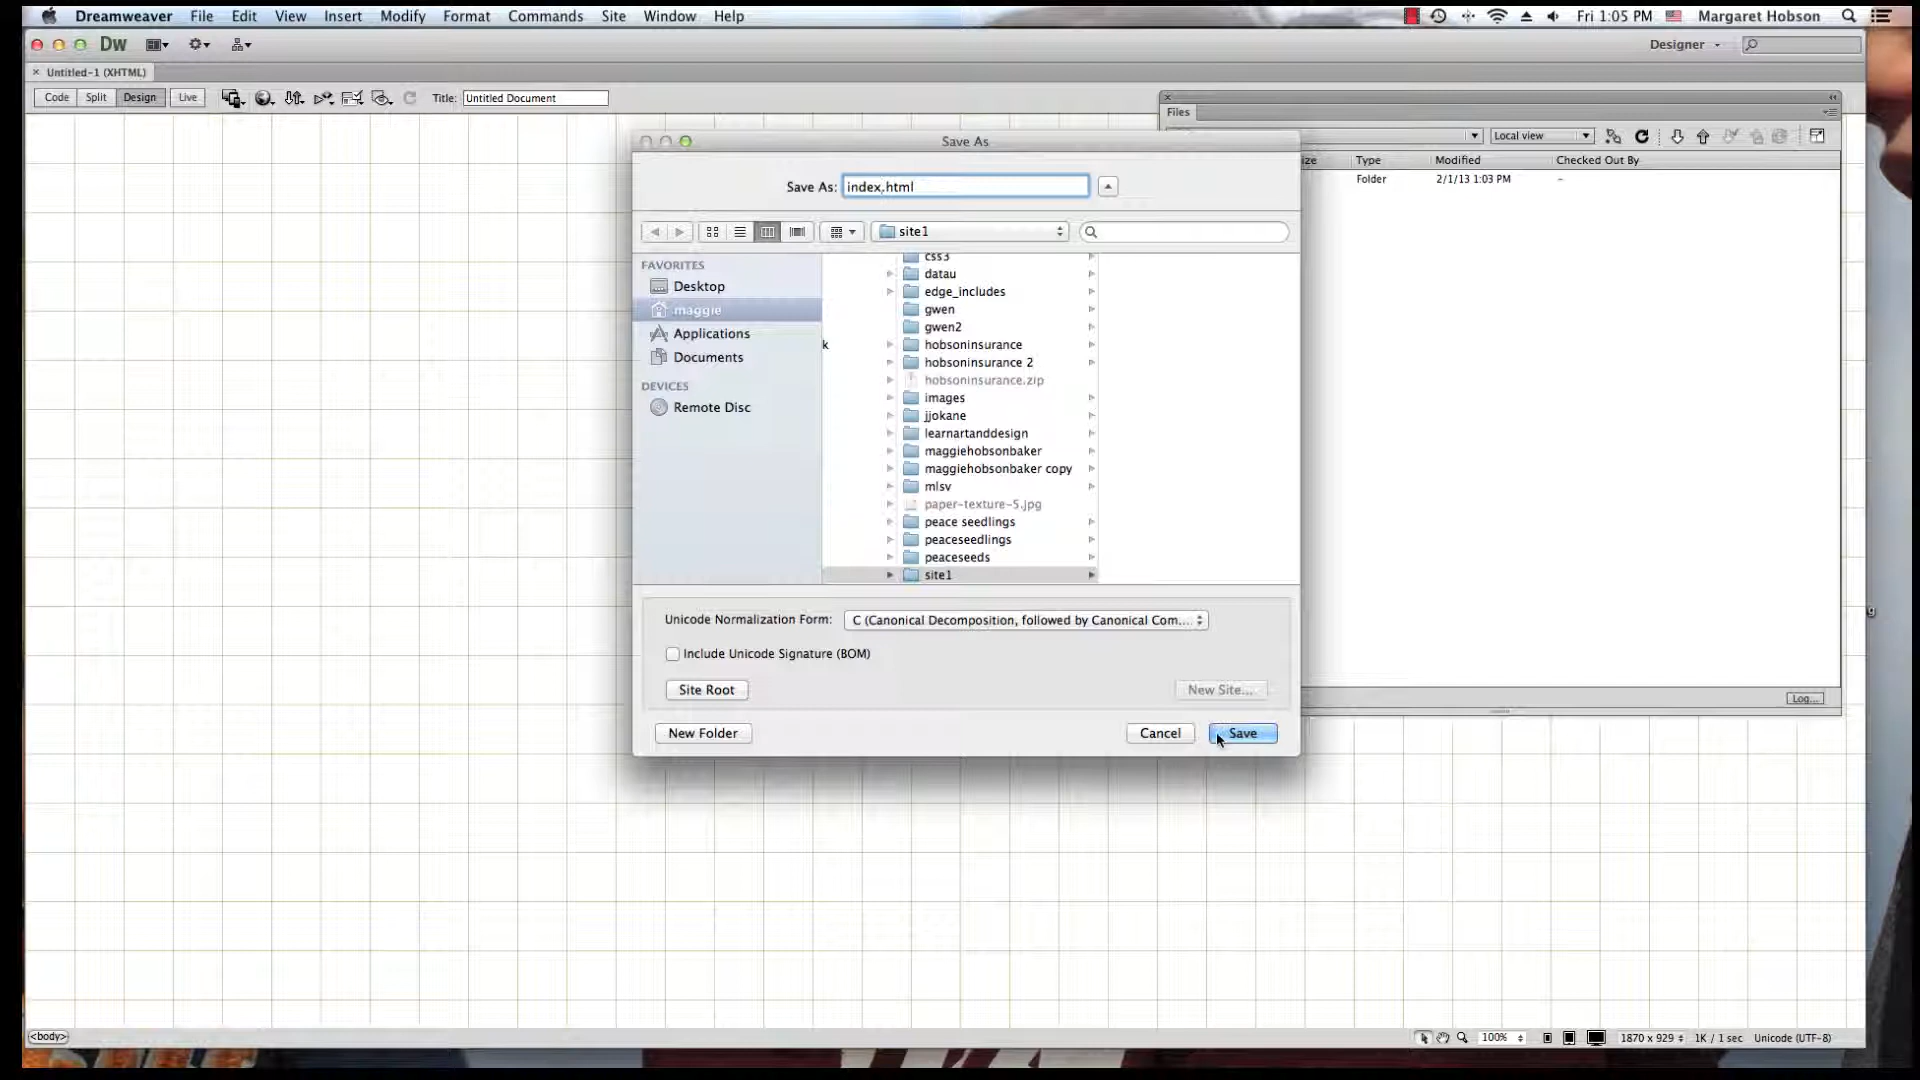 Dreamweaver File Edit View Insert Modify Format Commands Site Window Help Fri 1:05 PM Margaret Hobson
Dw Designer
Untitled-1 (XHTML)
Code Split Design Live Title: Untitled Document
Files
Local view
ize Type Modified Checked Out By
Folder 2/1/13 1:03 PM –
Save As
Save As: index.html
site1
FAVORITES
Desktop
maggie
Applications
Documents
DEVICES
Remote Disc
k
css3
datau
edge_includes
gwen
gwen2
hobsoninsurance
hobsoninsurance 2
hobsoninsurance.zip
images
jjokane
learnartanddesign
maggiehobsonbaker
maggiehobsonbaker copy
mlsv
paper-texture-5.jpg
peace seedlings
peaceseedlings
peaceseeds
site1
Unicode Normalization Form: C (Canonical Decomposition, followed by Canonical Com...
Include Unicode Signature (BOM)
Site Root New Site...
New Folder Cancel Save
Log...
<body> 100% 1870 x 929 1K / 1 sec Unicode (UTF-8)